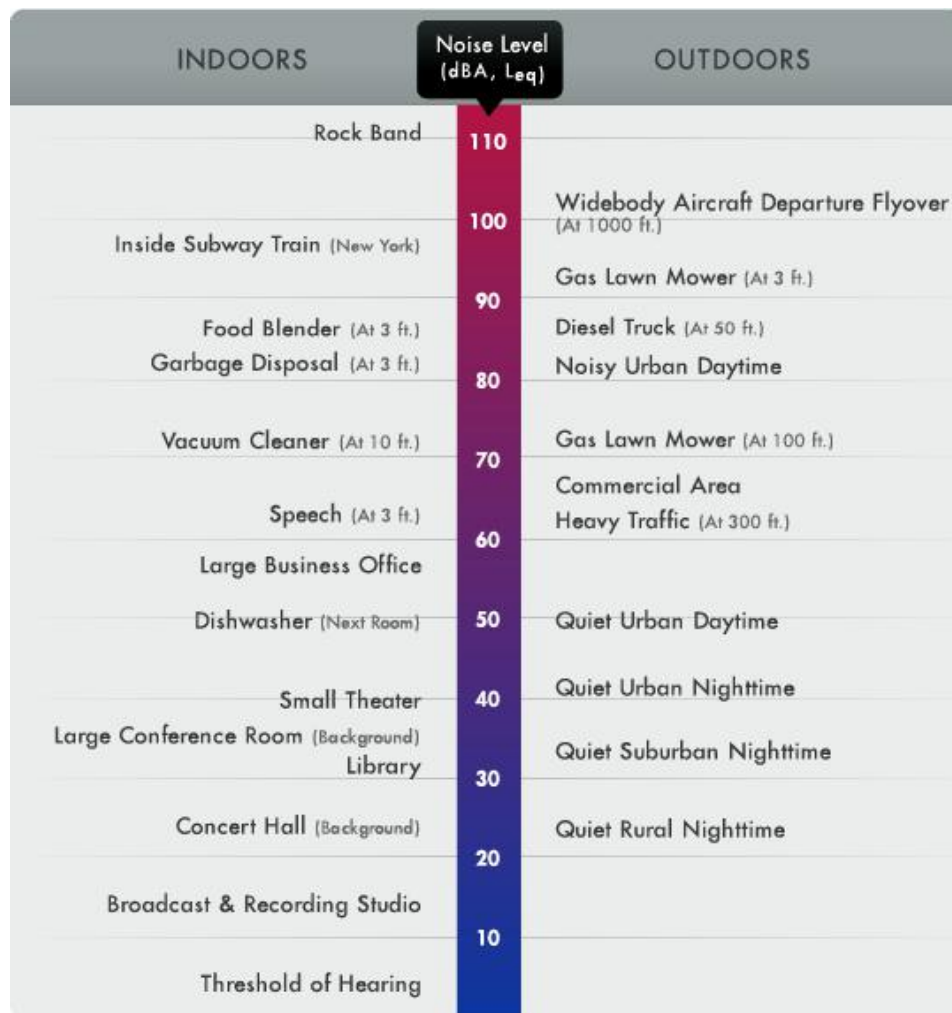 INDOORS
Noise Level
(dBA, Leq)
OUTDOORS
Rock Band
110
Widebody Aircraft Departure Flyover
(At 1000 ft.)
100
Inside Subway Train (New York)
Gas Lawn Mower (At 3 ft.)
90
Food Blender (At 3 ft.)
Diesel Truck (At 50 ft.)
Garbage Disposal (At 3 ft.)
Noisy Urban Daytime
80
Vacuum Cleaner (At 10 ft.)
Gas Lawn Mower (At 100 ft.)
70
Commercial Area
Speech (At 3 ft.)
Heavy Traffic (At 300 ft.)
60
Large Business Office
Dishwasher (Next Room)
50
Quiet Urban Daytime
Quiet Urban Nighttime
Small Theater
40
Large Conference Room (Background)
Quiet Suburban Nighttime
Library
30
Concert Hall (Background)
Quiet Rural Nighttime
20
Broadcast & Recording Studio
10
Threshold of Hearing